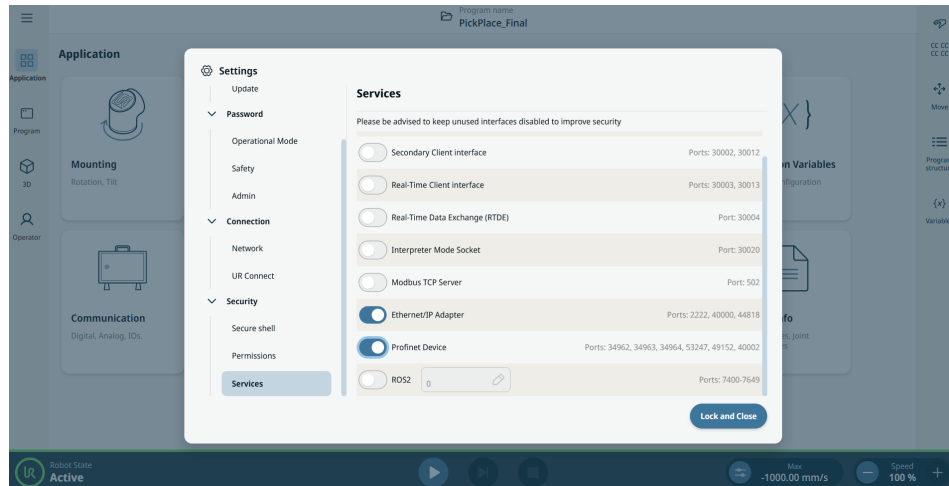 Program name
PickPlace_Final
Application
Application
Program
3D
Operator
Mounting
Rotation, Tilt
Communication
Digital, Analog, IOs,
Settings
Update
Password
Operational Mode
Safety
Admin
Connection
Network
UR Connect
Security
Secure shell
Permissions
Services
Services
Please be advised to keep unused interfaces disabled to improve security
Secondary Client interface Ports: 30002, 30012
Real-Time Client interface Ports: 30003, 30013
Real-Time Data Exchange (RTDE) Port: 30004
Interpreter Mode Socket Port: 30020
Modbus TCP Server Port: 502
Ethernet/IP Adapter Ports: 2222, 40000, 44818
Profinet Device Ports: 34962, 34963, 34964, 53247, 49152, 40002
ROS2 0 Ports: 7400-7649
Lock and Close
Variables
Joint
Move
Program
structu
{x}
Variabl
UR
Robot State
Active
Max
-1000.00 mm/s
Speed
100 %